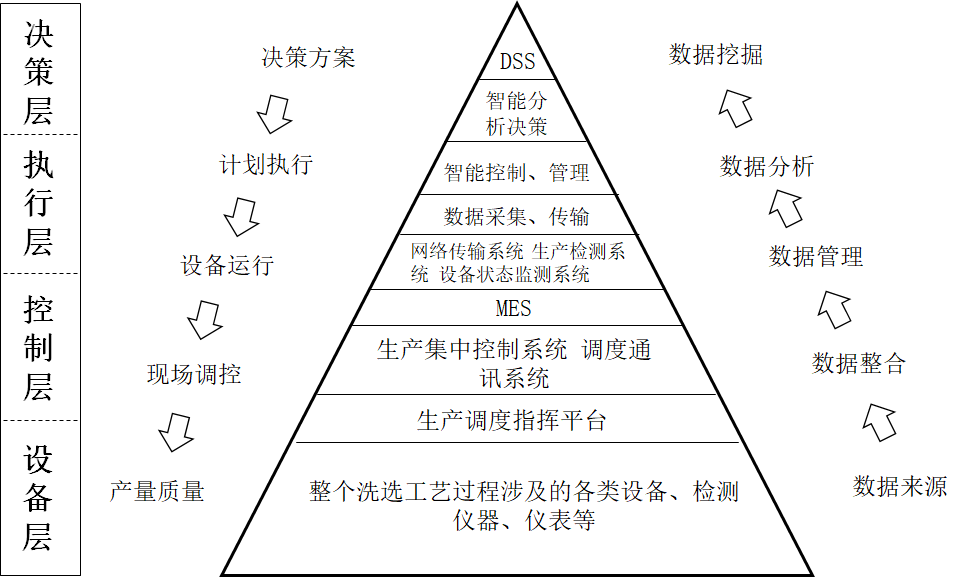 决策层
执行层
控制层
设备层
决策方案
计划执行
设备运行
现场调控
产量质量
DSS
智能分
析决策
智能控制、管理
数据采集、传输
网络传输系统 生产检测系
统 设备状态监测系统
MES
生产集中控制系统 调度通
讯系统
生产调度指挥平台
整个洗选工艺过程涉及的各类设备、检测
仪器、仪表等
数据挖掘
数据分析
数据管理
数据整合
数据来源